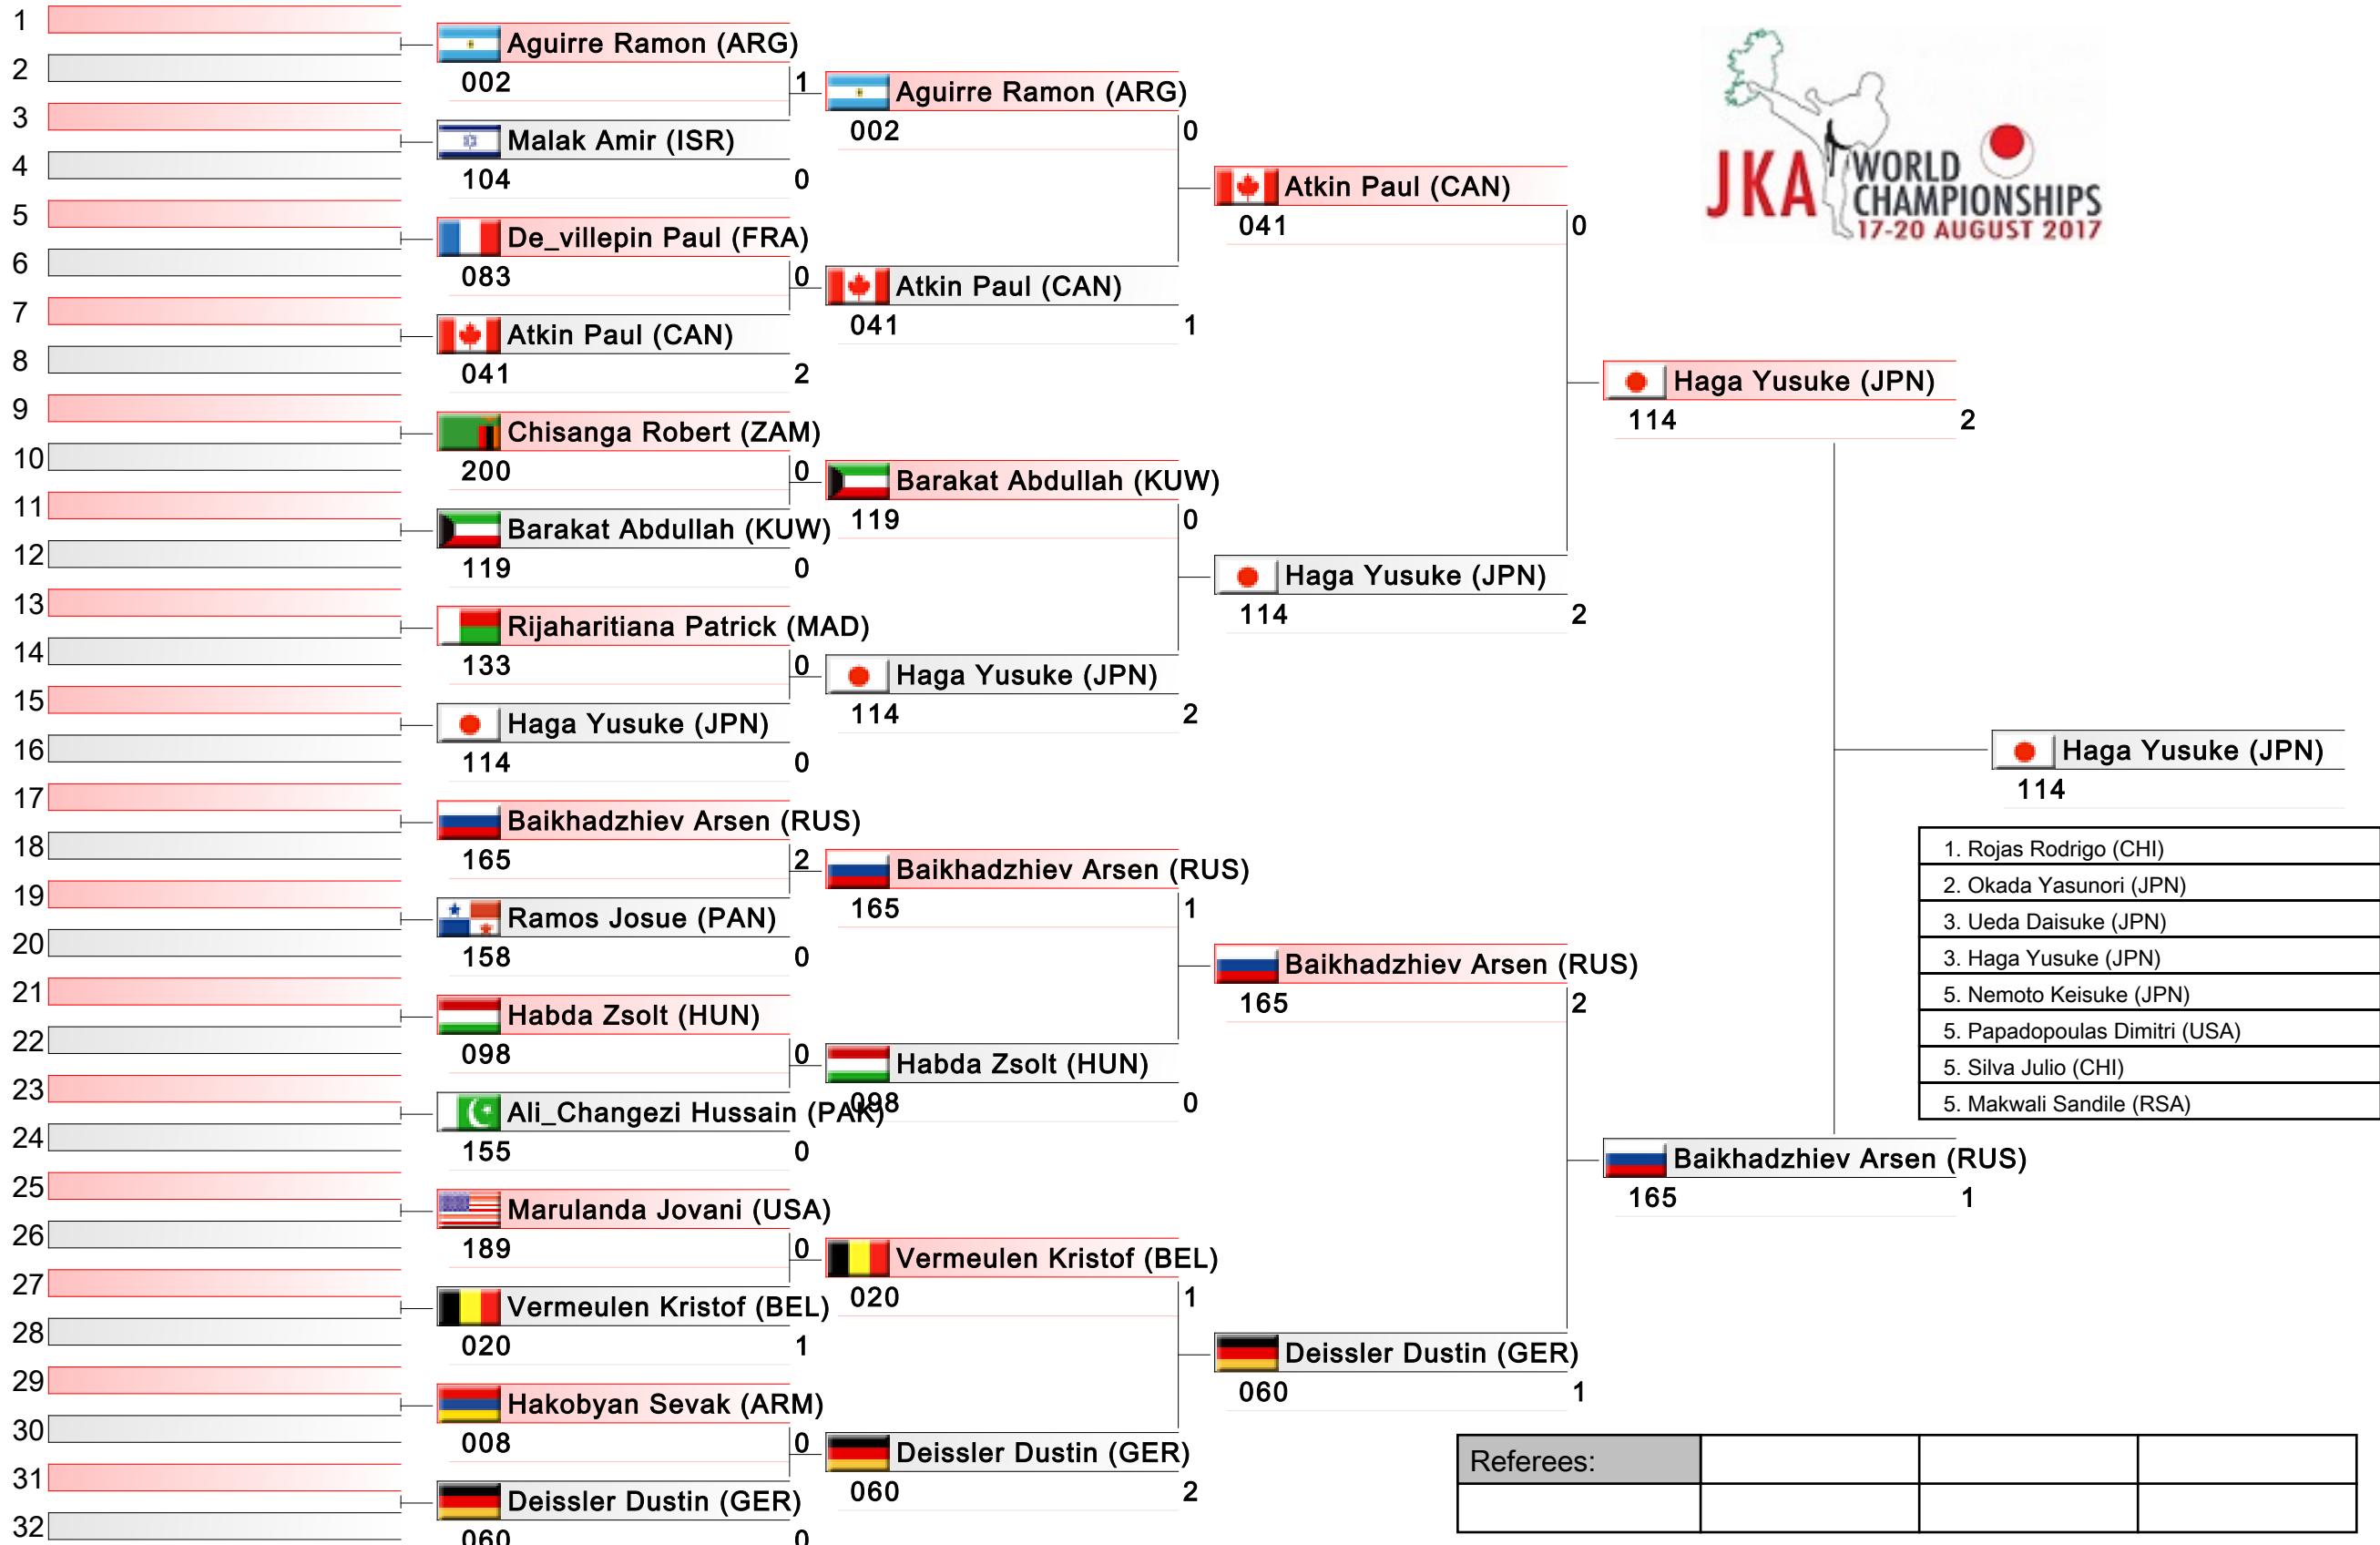 1
2
3
4
5
6
7
8
9
10
11
12
13
14
15
16
17
18
19
20
21
22
23
24
25
26
27
28
29
30
31
32
Aguirre Ramon (ARG)
002 1
Malak Amir (ISR)
104 0
De_villepin Paul (FRA)
083 0
Atkin Paul (CAN)
041 2
Chisanga Robert (ZAM)
200 0
Barakat Abdullah (KUW)
119 0
Rijaharitiana Patrick (MAD)
133 0
Haga Yusuke (JPN)
114 0
Baikhadzhiev Arsen (RUS)
165 2
Ramos Josue (PAN)
158 0
Habda Zsolt (HUN)
098 0
Ali_Changezi Hussain (PAK)
155 0
Marulanda Jovani (USA)
189 0
Vermeulen Kristof (BEL)
020 1
Hakobyan Sevak (ARM)
008 0
Deissler Dustin (GER)
060 0
Aguirre Ramon (ARG)
002 0
Atkin Paul (CAN)
041 1
Barakat Abdullah (KUW)
119 0
Haga Yusuke (JPN)
114 2
Baikhadzhiev Arsen (RUS)
165 1
Habda Zsolt (HUN)
098 0
Vermeulen Kristof (BEL)
020 1
Deissler Dustin (GER)
060 2
Atkin Paul (CAN)
041 0
Haga Yusuke (JPN)
114 2
Baikhadzhiev Arsen (RUS)
165 2
Deissler Dustin (GER)
060 1
Haga Yusuke (JPN)
114 2
Baikhadzhiev Arsen (RUS)
165 1
Haga Yusuke (JPN)
114
JKA WORLD
CHAMPIONSHIPS
17-20 AUGUST 2017
1. Rojas Rodrigo (CHI)
2. Okada Yasunori (JPN)
3. Ueda Daisuke (JPN)
3. Haga Yusuke (JPN)
5. Nemoto Keisuke (JPN)
5. Papadopoulas Dimitri (USA)
5. Silva Julio (CHI)
5. Makwali Sandile (RSA)
Referees: